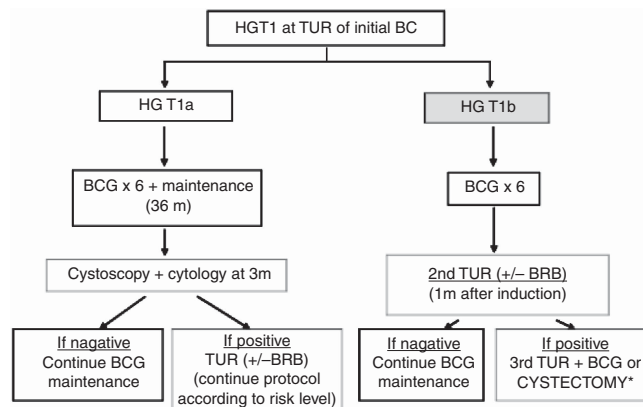 HGT1 at TUR of initial BC
HG T1a
HG T1b
BCG x 6 + maintenance
(36 m)
BCG x 6
Cystoscopy + cytology at 3m
2nd TUR (+/– BRB)
(1m after induction)
If nagative
Continue BCG
maintenance
If positive
TUR (+/–BRB)
(continue protocol
according to risk level)
If nagative
Continue BCG
maintenance
If positive
3rd TUR + BCG or
CYSTECTOMY*